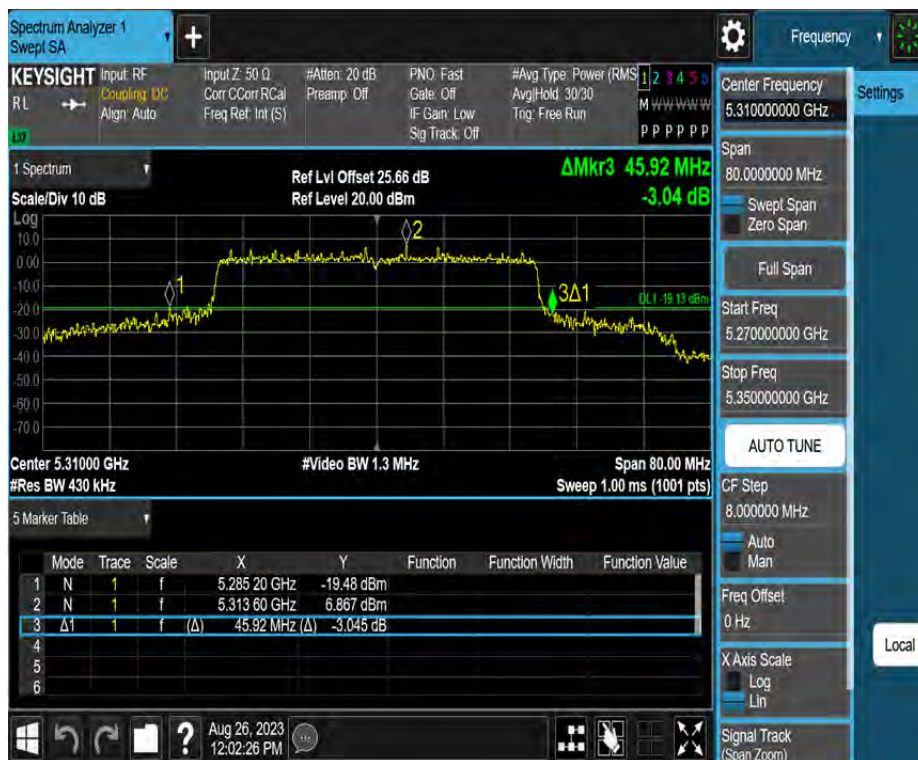 Spectrum Analyzer 1
Swept SA
+
Frequency
KEYSIGHT
RL
LXI
Input: RF
Coupling: DC
Align: Auto
Input Z: 50 Ω
Corr CCorr RCal
Freq Ref: Int (S)
#Atten: 20 dB
Preamp: Off
PNO: Fast
Gate: Off
IF Gain: Low
Sig Track: Off
#Avg Type: Power (RMS
Avg|Hold: 30/30
Trig: Free Run
1 2 3 4 5 6
M W W W W W
P P P P P P
Center Frequency
5.310000000 GHz
Settings
1 Spectrum
Scale/Div 10 dB
Ref Lvl Offset 25.66 dB
Ref Level 20.00 dBm
ΔMkr3 45.92 MHz
-3.04 dB
Span
80.0000000 MHz
Swept Span
Zero Span
Full Span
Log
10.0
0.00
-10.0
-20.0
-30.0
-40.0
-50.0
-60.0
-70.0
1
2
3Δ1
DL1 -19.13 dBm
Start Freq
5.270000000 GHz
Stop Freq
5.350000000 GHz
AUTO TUNE
Center 5.31000 GHz
#Res BW 430 kHz
#Video BW 1.3 MHz
Span 80.00 MHz
Sweep 1.00 ms (1001 pts)
CF Step
8.000000 MHz
Auto
Man
5 Marker Table
Mode Trace Scale X Y Function Function Width Function Value
1 N 1 f 5.285 20 GHz -19.48 dBm
2 N 1 f 5.313 60 GHz 6.867 dBm
3 Δ1 1 f (Δ) 45.92 MHz (Δ) -3.045 dB
4
5
6
Freq Offset
0 Hz
X Axis Scale
Log
Lin
Local
Signal Track
(Span Zoom)
?
Aug 26, 2023
12:02:26 PM